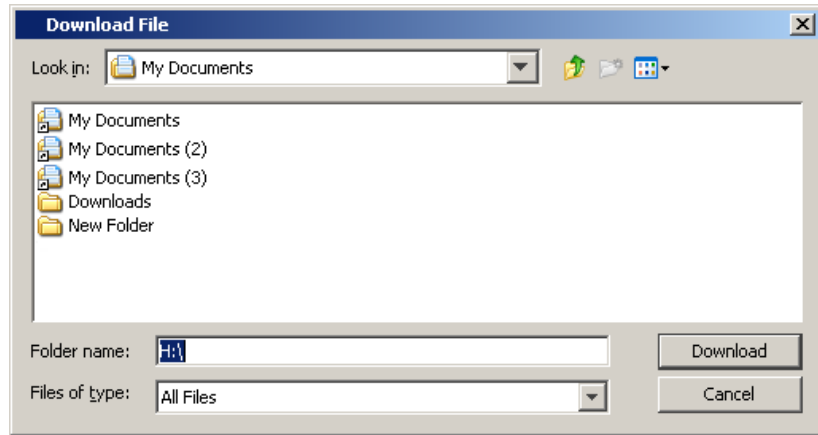 Download File
Look in: My Documents
My Documents
My Documents (2)
My Documents (3)
Downloads
New Folder
Folder name: H:\ Download
Files of type: All Files Cancel